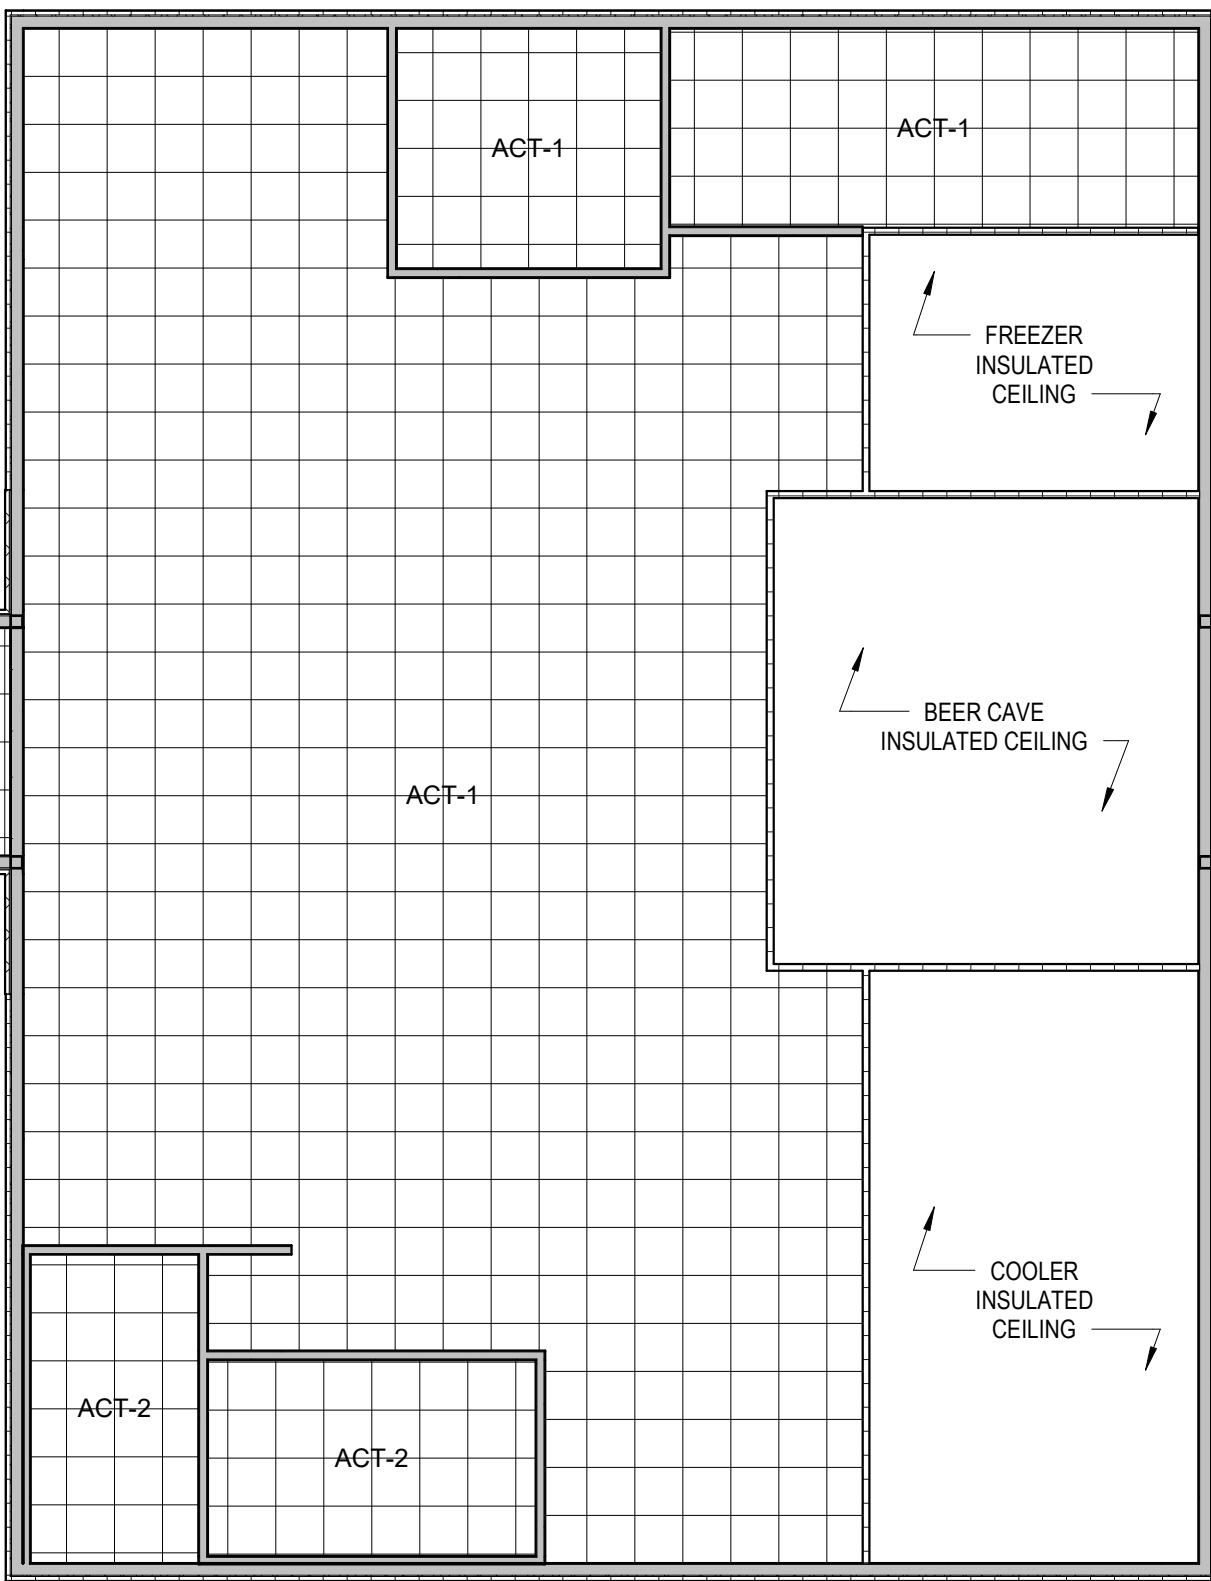 ACT-1
ACT-1
FREEZER
INSULATED
CEILING
BEER CAVE
INSULATED CEILING
ACT-1
COOLER
INSULATED
CEILING
ACT-2
ACT-2